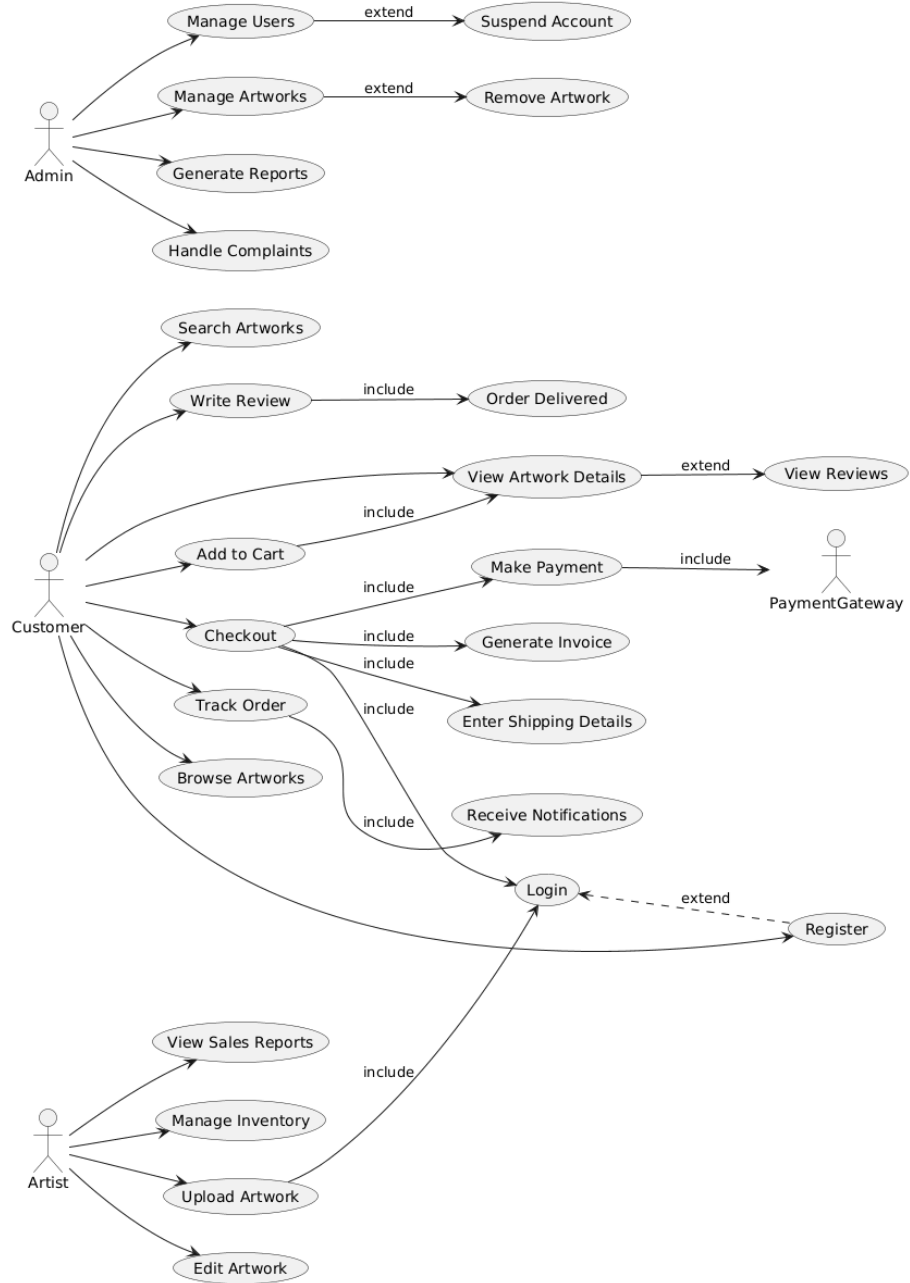 Manage Users
extend
Suspend Account
Manage Artworks
extend
Remove Artwork
Admin
Generate Reports
Handle Complaints
Search Artworks
Write Review
include
Order Delivered
View Artwork Details
extend
View Reviews
include
Add to Cart
Customer
include
Make Payment
include
PaymentGateway
Checkout
include
Generate Invoice
include
Enter Shipping Details
include
Track Order
Browse Artworks
include
Receive Notifications
Login
extend
Register
View Sales Reports
include
Manage Inventory
Artist
Upload Artwork
Edit Artwork